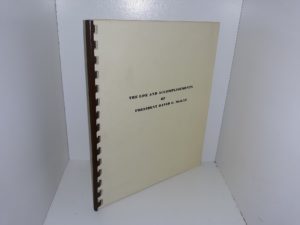 THE LIFE AND ACCOMPLISHMENTS
OF
PRESIDENT DAVID O. MCKAY